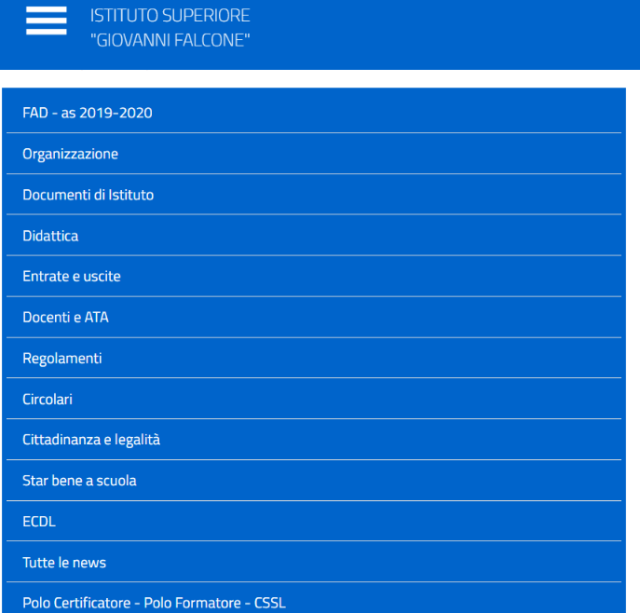 ISTITUTO SUPERIORE
"GIOVANNI FALCONE"
FAD - as 2019-2020
Organizzazione
Documenti di Istituto
Didattica
Entrate e uscite
Docenti e ATA
Regolamenti
Circolari
Cittadinanza e legalità
Star bene a scuola
ECDL
Tutte le news
Polo Certificatore - Polo Formatore - CSSL